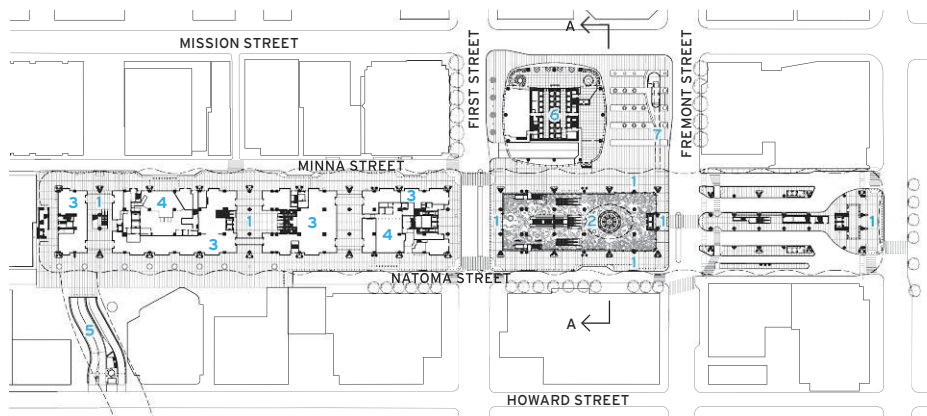 A
MISSION STREET
FIRST STREET
FREMONT STREET
6
7
MINNA STREET
3 1 4 3 1
3 1 3 4 1 2 1 1
1
NATOMA STREET
5
A
HOWARD STREET